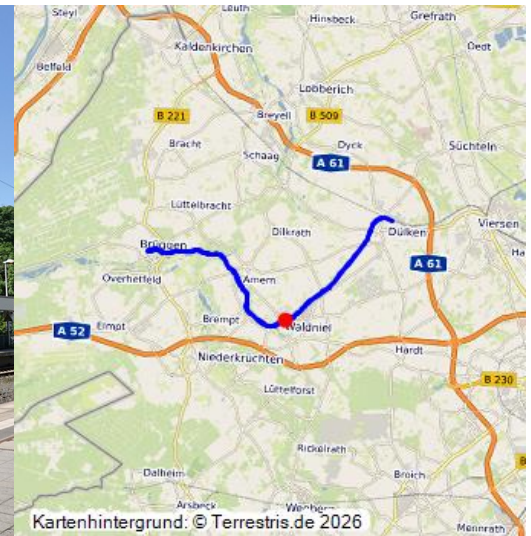 Steyl
Leuth
Hinsbeck
Grefrath
Kaldenkirchen
Oedt
Belfeld
Lobberich
B 221
Breyell
B 509
Bracht
Dyck
Süchteln
Schaag
A 61
Lüttelbracht
Viersen
Dilkrath
Dülken
Brüggen
A 61
Overhetfeld
Amern
A 52
Elmpt
Brempt
Waldniel
Niederkrüchten
Hardt
B 230
Lüttelforst
Rickelrath
Dalheim
Broich
Arsbeck
Wegberg
Mennrath
Kartenhintergrund: © Terrestris.de 2026